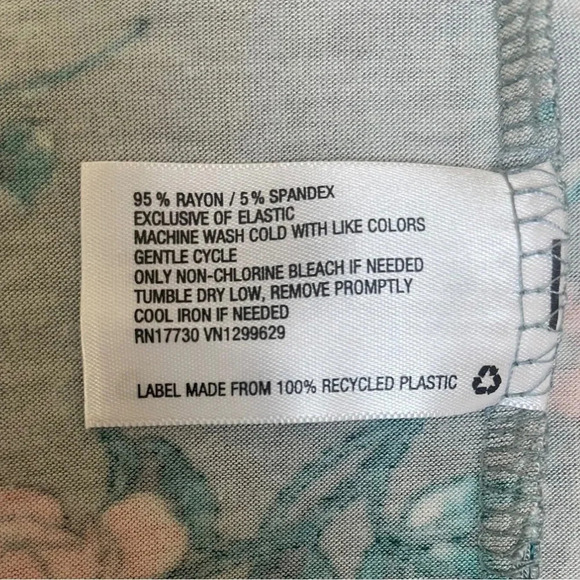 95 % RAYON / 5 % SPANDEX
EXCLUSIVE OF ELASTIC
MACHINE WASH COLD WITH LIKE COLORS
GENTLE CYCLE
ONLY NON-CHLORINE BLEACH IF NEEDED
TUMBLE DRY LOW, REMOVE PROMPTLY
COOL IRON IF NEEDED
RN17730 VN1299629
LABEL MADE FROM 100% RECYCLED PLASTIC